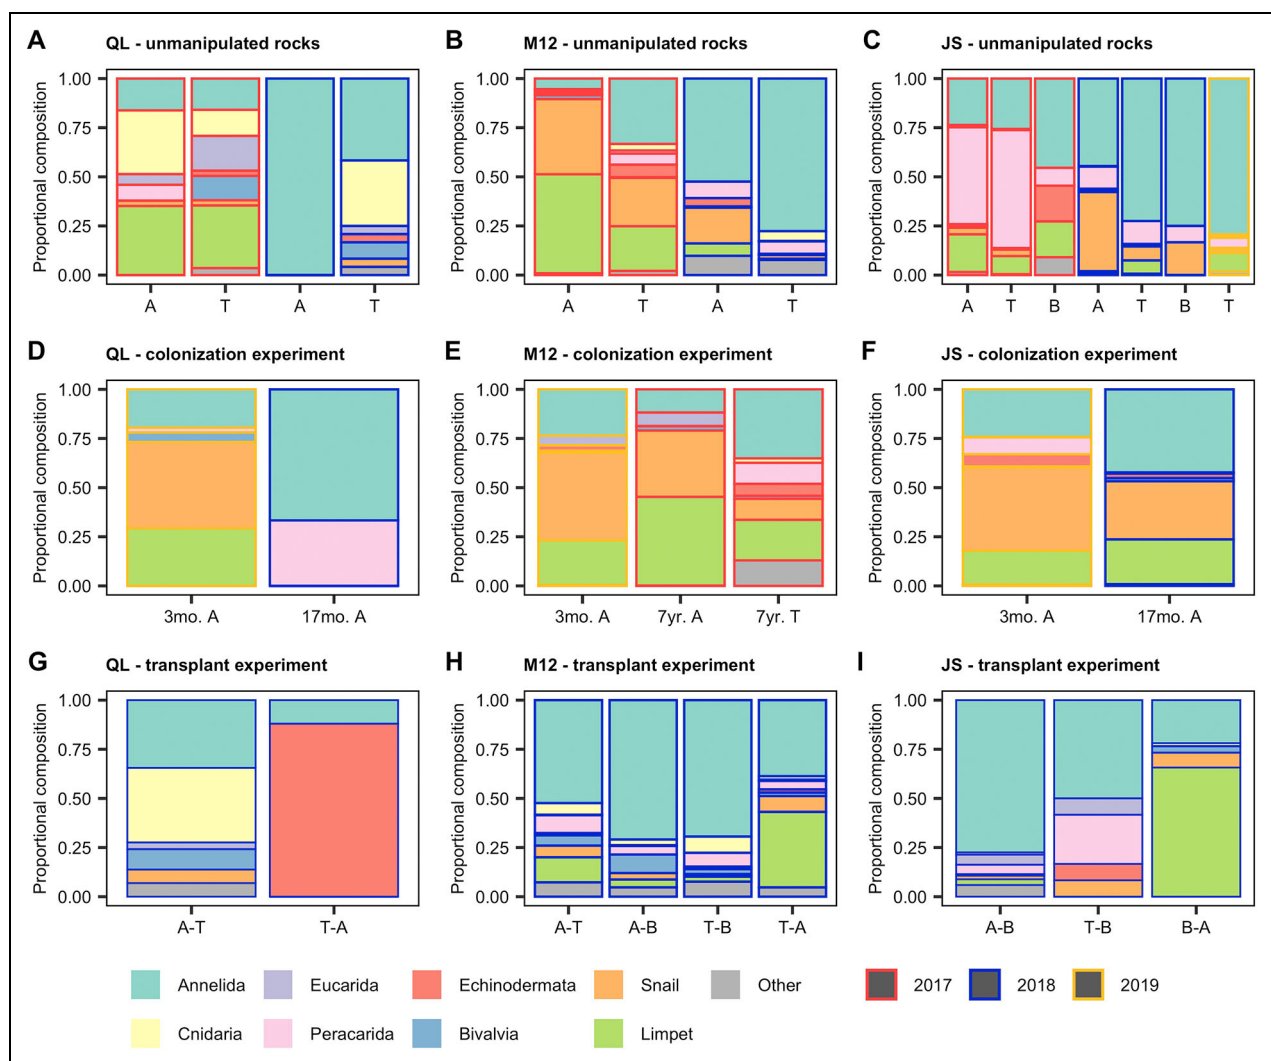 A QL - unmanipulated rocks
B M12 - unmanipulated rocks
C JS - unmanipulated rocks
Proportional composition
1.00
0.75
0.50
0.25
0.00
A T A T
Proportional composition
1.00
0.75
0.50
0.25
0.00
A T A T
Proportional composition
1.00
0.75
0.50
0.25
0.00
A T B A T B T
D QL - colonization experiment
E M12 - colonization experiment
F JS - colonization experiment
Proportional composition
1.00
0.75
0.50
0.25
0.00
3mo. A 17mo. A
Proportional composition
1.00
0.75
0.50
0.25
0.00
3mo. A 7yr. A 7yr. T
Proportional composition
1.00
0.75
0.50
0.25
0.00
3mo. A 17mo. A
G QL - transplant experiment
H M12 - transplant experiment
I JS - transplant experiment
Proportional composition
1.00
0.75
0.50
0.25
0.00
A-T T-A
Proportional composition
1.00
0.75
0.50
0.25
0.00
A-T A-B T-B T-A
Proportional composition
1.00
0.75
0.50
0.25
0.00
A-B T-B B-A
Annelida Eucarida Echinodermata Snail Other 2017 2018 2019
Cnidaria Peracarida Bivalvia Limpet